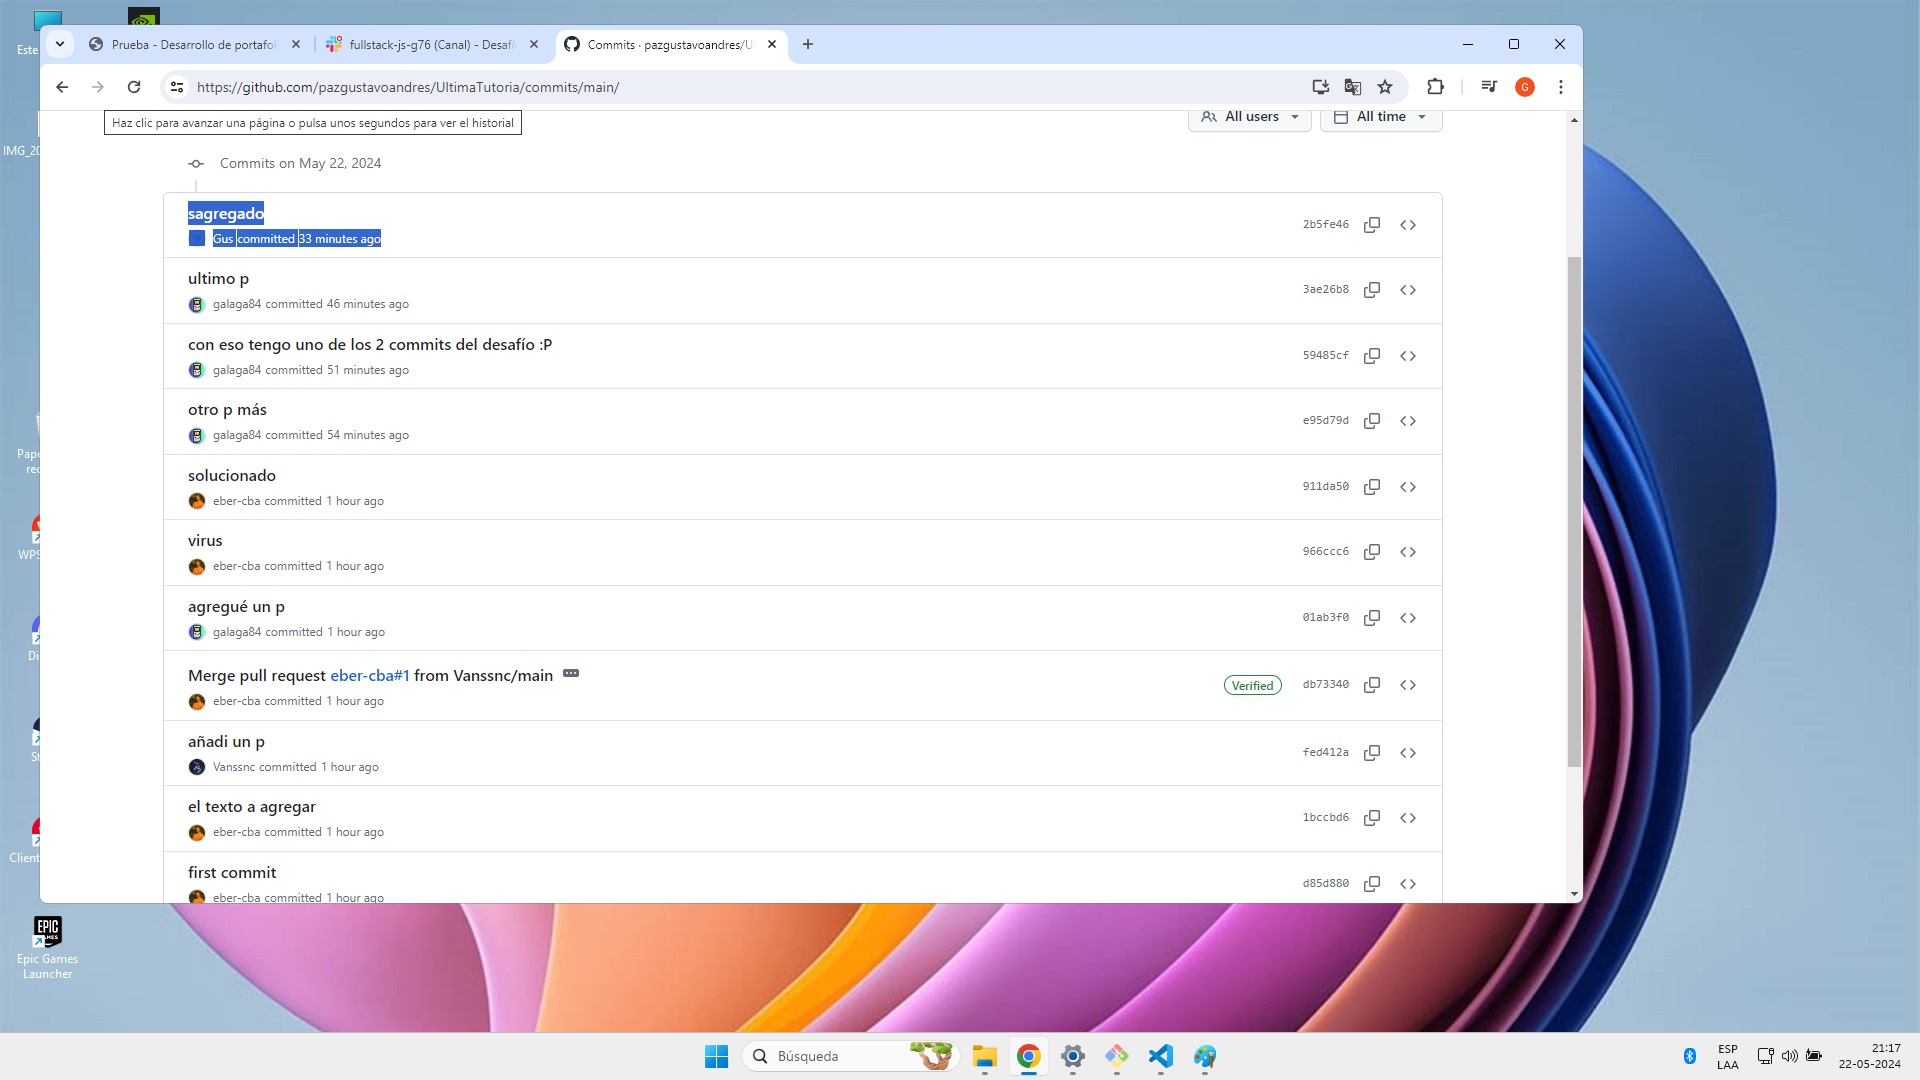 Este
Prueba - Desarrollo de portafol
fullstack-js-g76 (Canal) - Desafí
Commits · pazgustavoandres/U
https://github.com/pazgustavoandres/UltimaTutoria/commits/main/
G
Haz clic para avanzar una página o pulsa unos segundos para ver el historial
All users
All time
IMG_20
Commits on May 22, 2024
sagregado
2b5fe46
Gus committed 33 minutes ago
ultimo p
3ae26b8
galaga84 committed 46 minutes ago
con eso tengo uno de los 2 commits del desafío :P
59485cf
galaga84 committed 51 minutes ago
otro p más
e95d79d
galaga84 committed 54 minutes ago
Pape
rec
solucionado
911da50
eber-cba committed 1 hour ago
virus
966ccc6
eber-cba committed 1 hour ago
WPS
agregué un p
01ab3f0
galaga84 committed 1 hour ago
Di
Merge pull request eber-cba#1 from Vanssnc/main
Verified
db73340
eber-cba committed 1 hour ago
añadi un p
fed412a
Vanssnc committed 1 hour ago
St
el texto a agregar
1bccbd6
eber-cba committed 1 hour ago
Client
first commit
d85d880
eber-cba committed 1 hour ago
EPIC
GAMES
Epic Games
Launcher
Búsqueda
ESP
LAA
21:17
22-05-2024